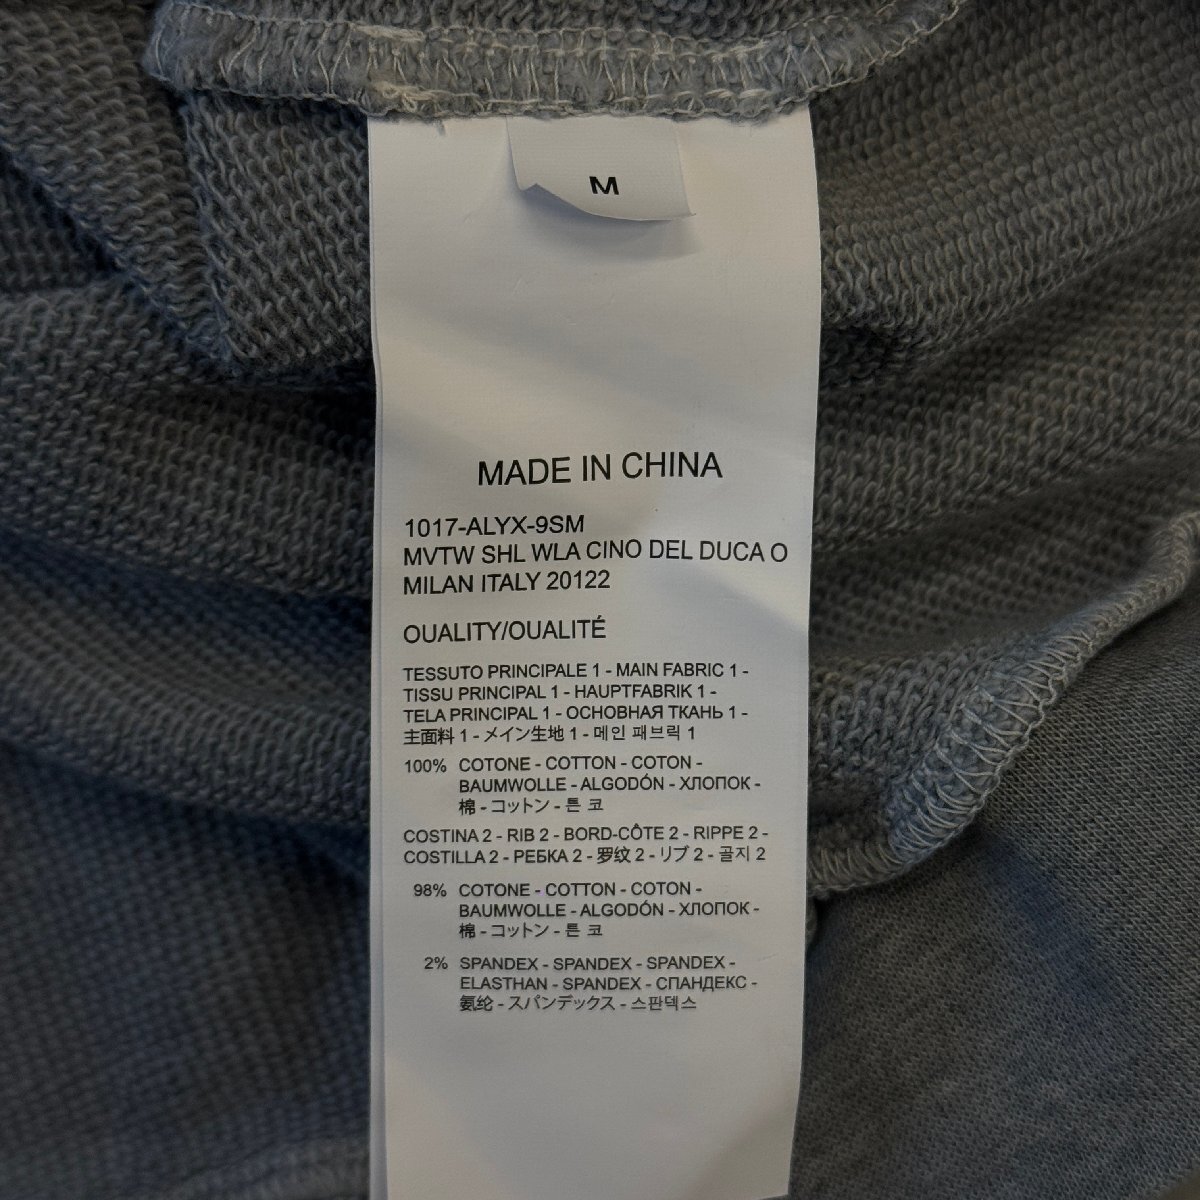 M
MADE IN CHINA
1017-ALYX-9SM
MVTW SHL WLA CINO DEL DUCA O
MILAN ITALY 20122
OUALITY/OUALITÉ
TESSUTO PRINCIPALE 1 - MAIN FABRIC 1 -
TISSU PRINCIPAL 1 - HAUPTFABRIK 1 -
TELA PRINCIPAL 1 - ОСНОВНАЯ ТКАНЬ 1 -
主面料 1 - メイン生地 1 - 메인 패브릭 1
100% COTONE - COTTON - COTON -
BAUMWOLLE - ALGODÓN - ХЛОПОК -
棉 - コットン - 튼 코
COSTINA 2 - RIB 2 - BORD-CÔTE 2 - RIPPE 2 -
COSTILLA 2 - РЕБКА 2 - 罗纹 2 - リブ 2 - 골지 2
98% COTONE - COTTON - COTON -
BAUMWOLLE - ALGODÓN - ХЛОПОК -
棉 - コットン - 튼 코
2% SPANDEX - SPANDEX - SPANDEX -
ELASTHAN - SPANDEX - СПАНДЕКС -
氨纶 - スパンデックス - 스판덱스